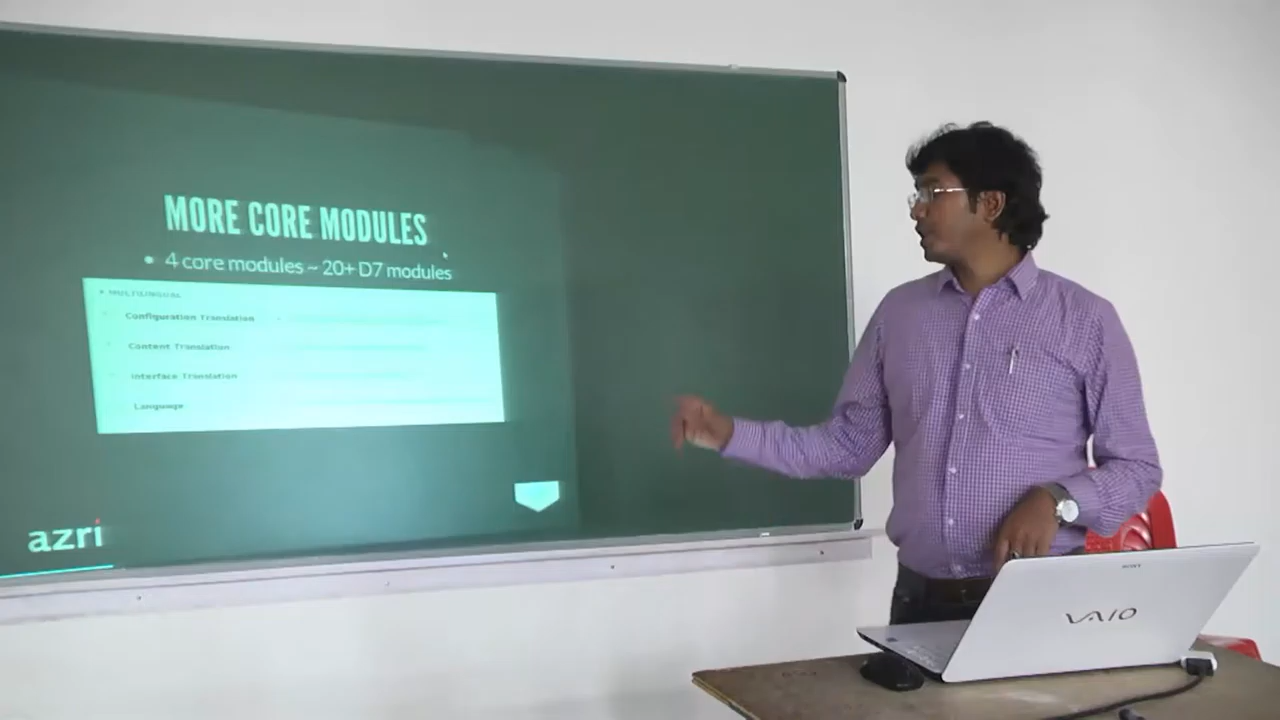 MORE CORE MODULES
• 4 core modules ~ 20+ D7 modules
MULTILINGUAL
Configuration Translation
Content Translation
Interface Translation
Language
azri
SONY
VAIO